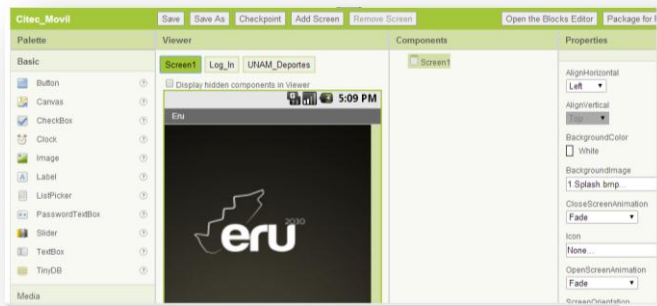 Citec_Movil
Save
Save As
Checkpoint
Add Screen
Remove Screen
Open the Blocks Editor
Package for
Palette
Viewer
Components
Properties
Basic
Button
Canvas
CheckBox
Clock
Image
Label
ListPicker
PasswordTextBox
Slider
TextBox
TinyDB
Media
Screen1
Log_In
UNAM_Deportes
Display hidden components in Viewer
5:09 PM
Eru
eru
2030
Screen1
AlignHorizontal
Left
AlignVertical
Top
BackgroundColor
White
BackgroundImage
1.Splash.bmp...
CloseScreenAnimation
Fade
Icon
None...
OpenScreenAnimation
Fade
ScreenOrientation